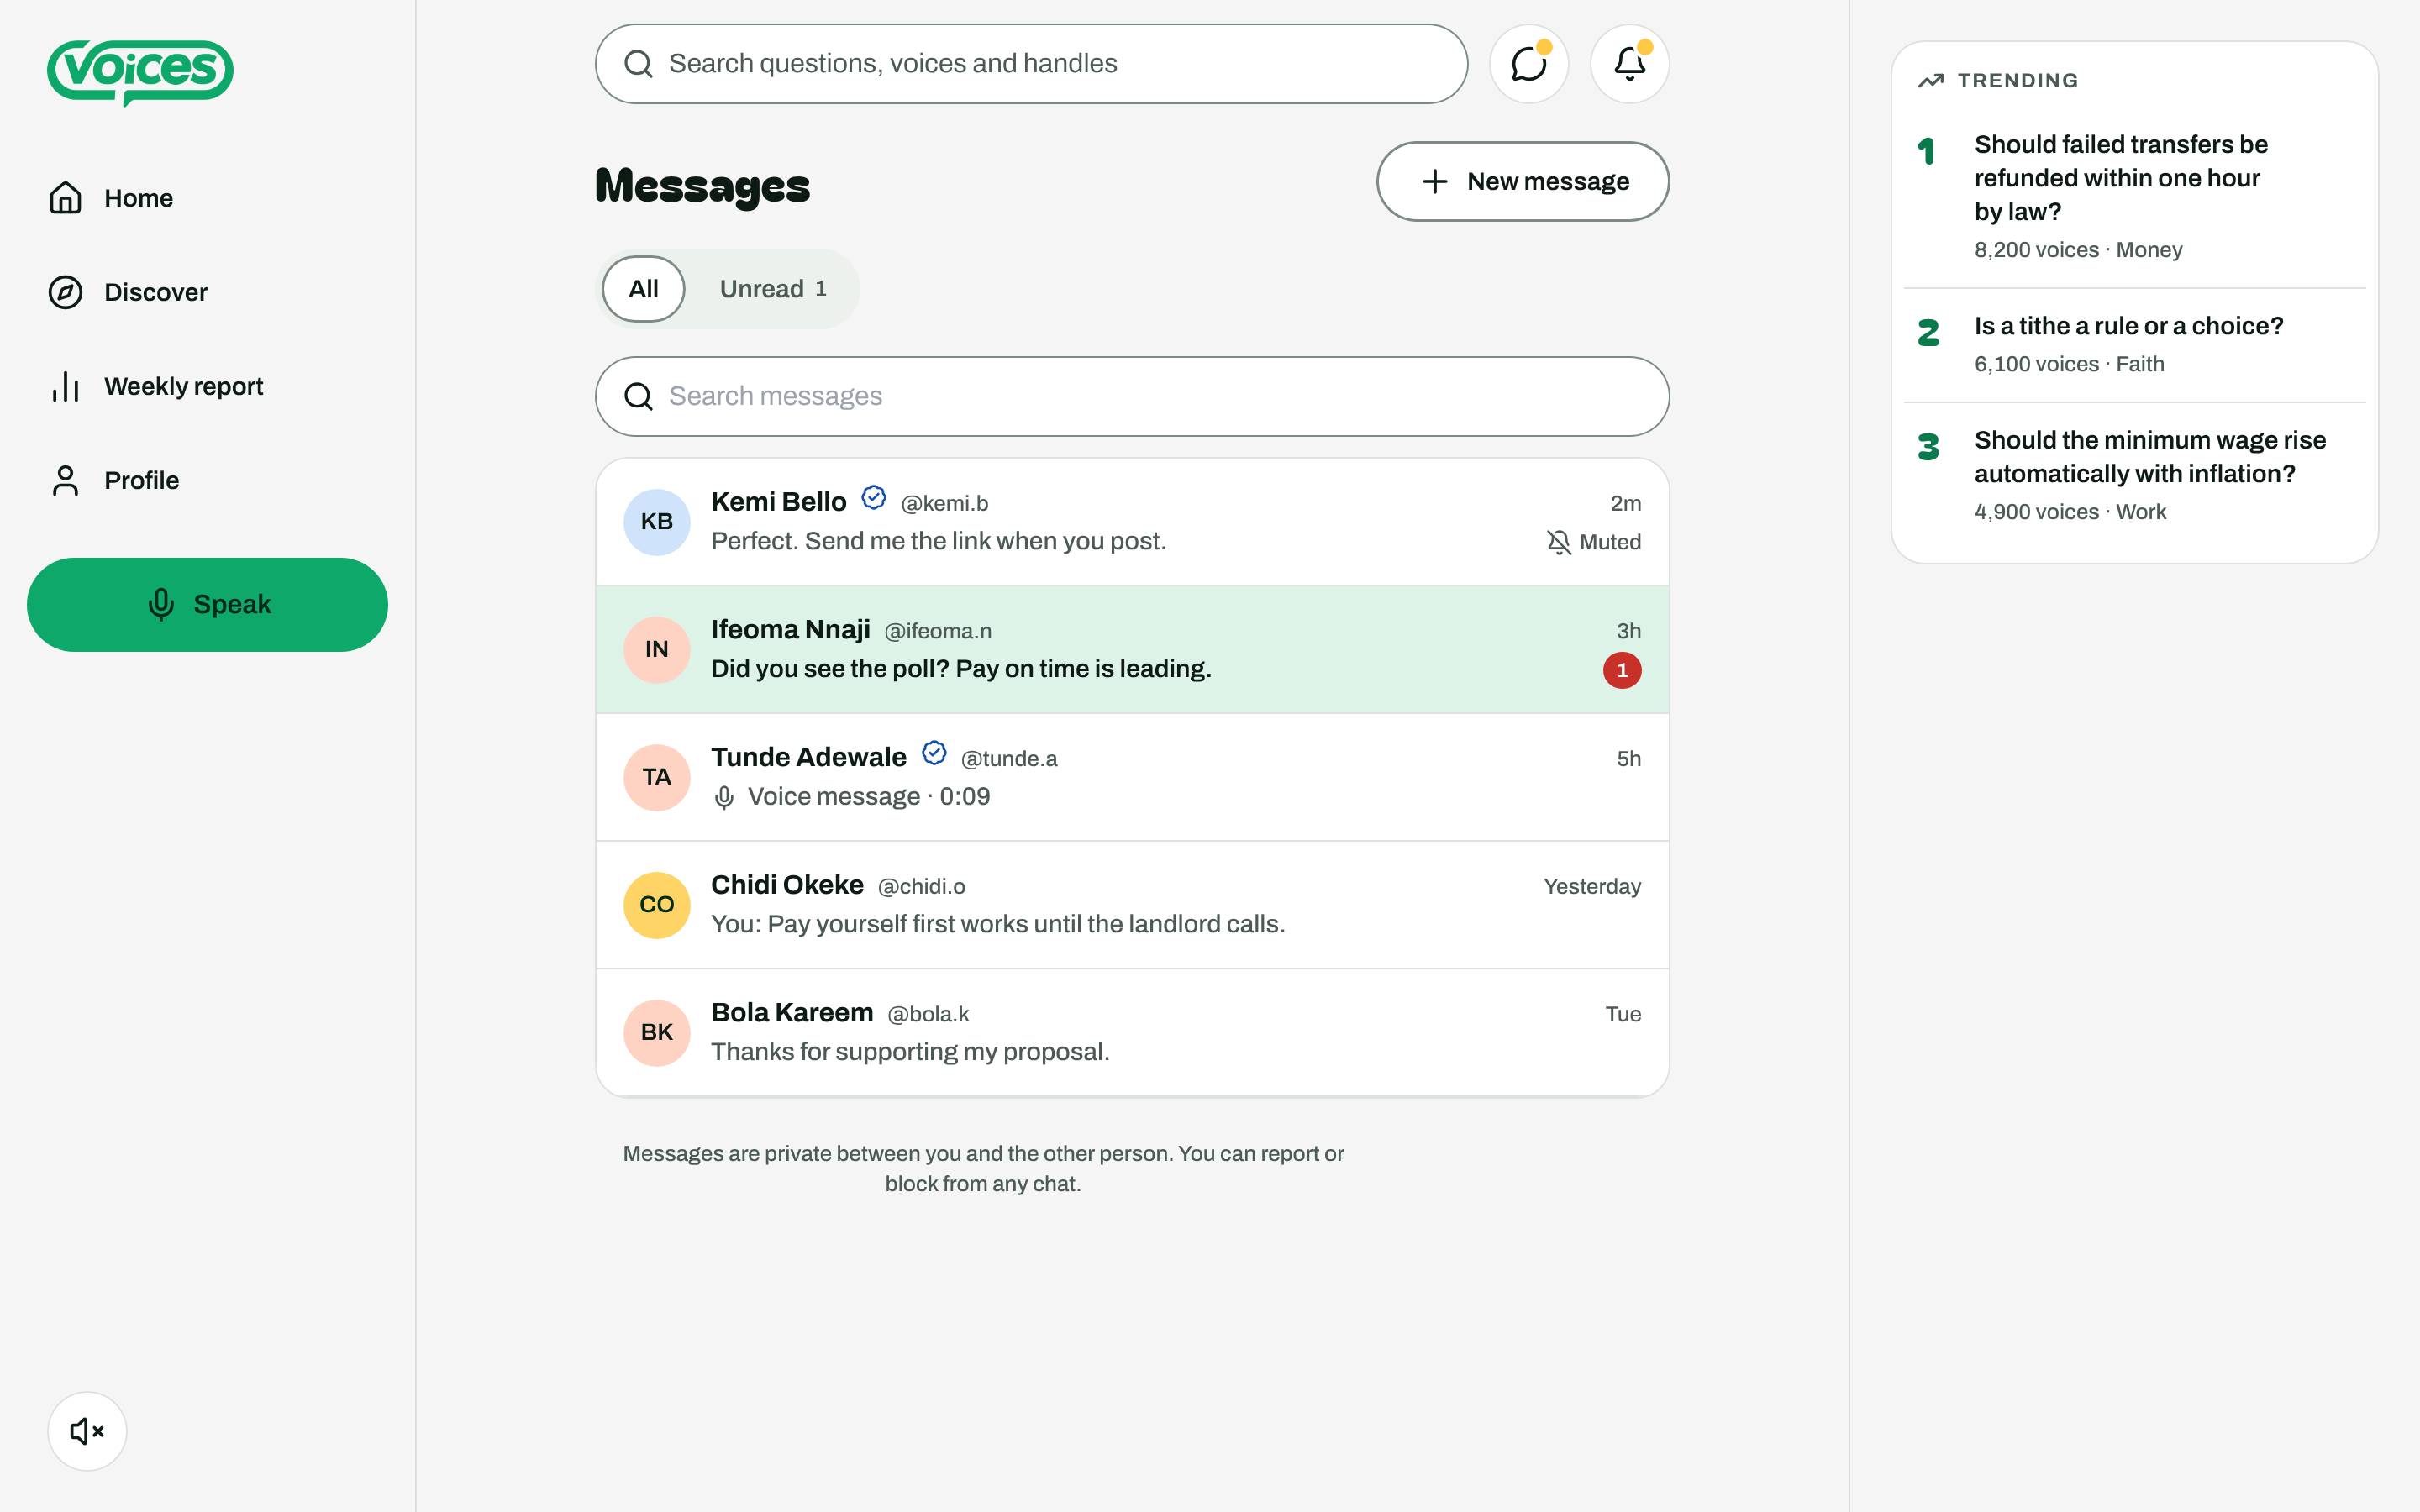 voices
Home
Discover
Weekly report
Profile
Speak
Search questions, voices and handles
Messages
New message
All
Unread 1
Search messages
KB
Kemi Bello @kemi.b 2m
Perfect. Send me the link when you post. Muted
IN
Ifeoma Nnaji @ifeoma.n 3h
Did you see the poll? Pay on time is leading. 1
TA
Tunde Adewale @tunde.a 5h
Voice message · 0:09
CO
Chidi Okeke @chidi.o Yesterday
You: Pay yourself first works until the landlord calls.
BK
Bola Kareem @bola.k Tue
Thanks for supporting my proposal.
Messages are private between you and the other person. You can report or
block from any chat.
TRENDING
1 Should failed transfers be
refunded within one hour
by law?
8,200 voices · Money
2 Is a tithe a rule or a choice?
6,100 voices · Faith
3 Should the minimum wage rise
automatically with inflation?
4,900 voices · Work